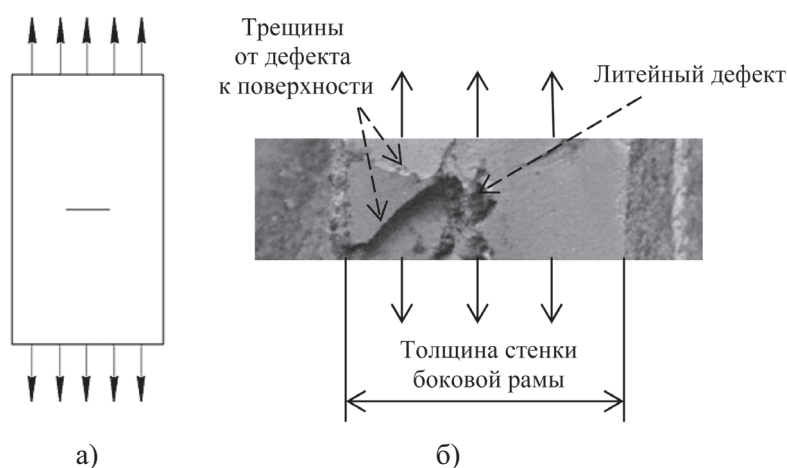 Трещины
от дефекта
к поверхности
Литейный дефект
Толщина стенки
боковой рамы
а)
б)